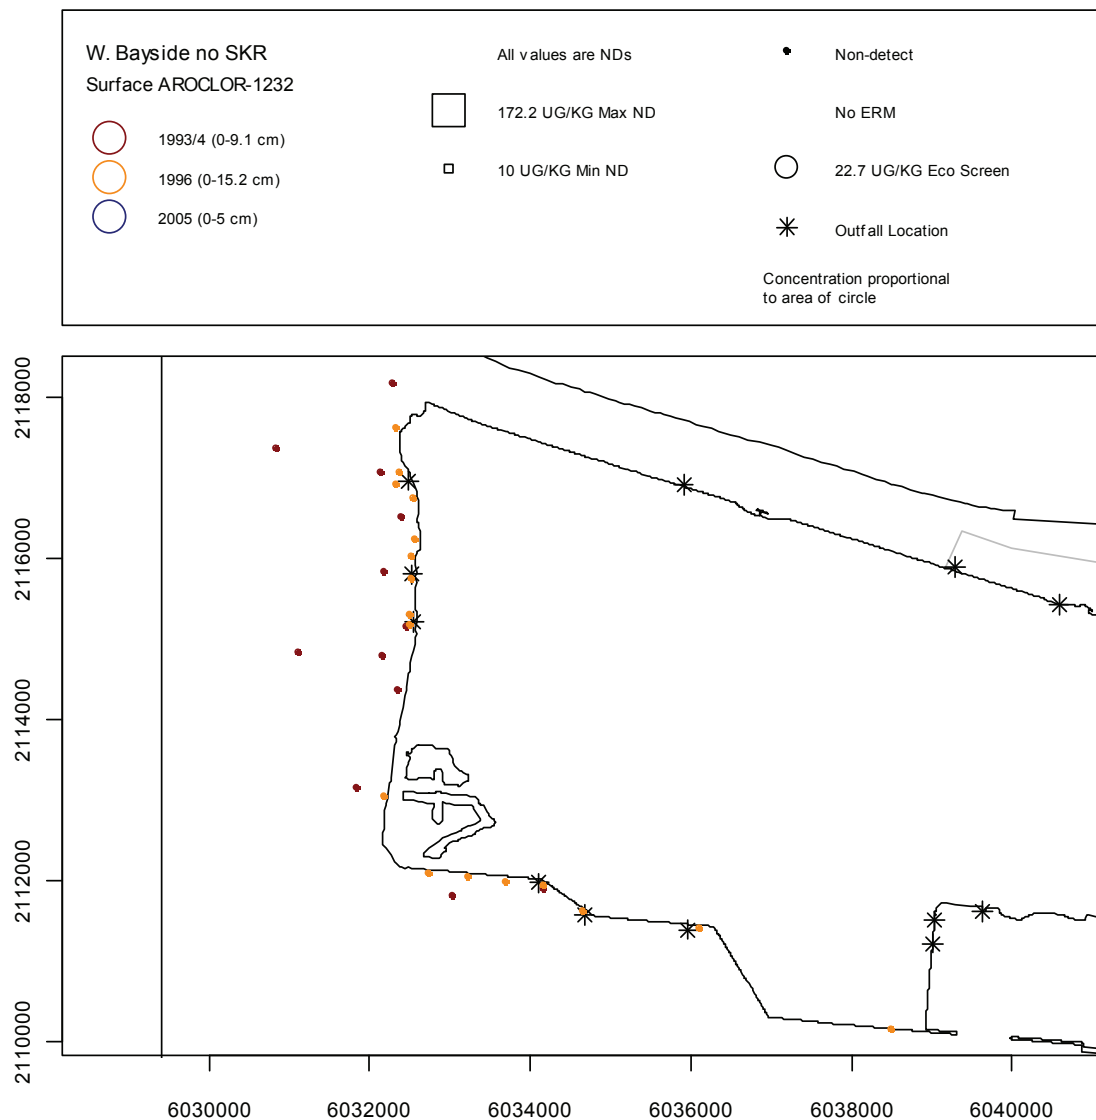 W. Bayside no SKR
Surface AROCLOR-1232
1993/4 (0-9.1 cm)
1996 (0-15.2 cm)
2005 (0-5 cm)
All values are NDs
172.2 UG/KG Max ND
10 UG/KG Min ND
Non-detect
No ERM
22.7 UG/KG Eco Screen
Outfall Location
Concentration proportional
to area of circle
2118000
2116000
2114000
2112000
2110000
6030000 6032000 6034000 6036000 6038000 6040000